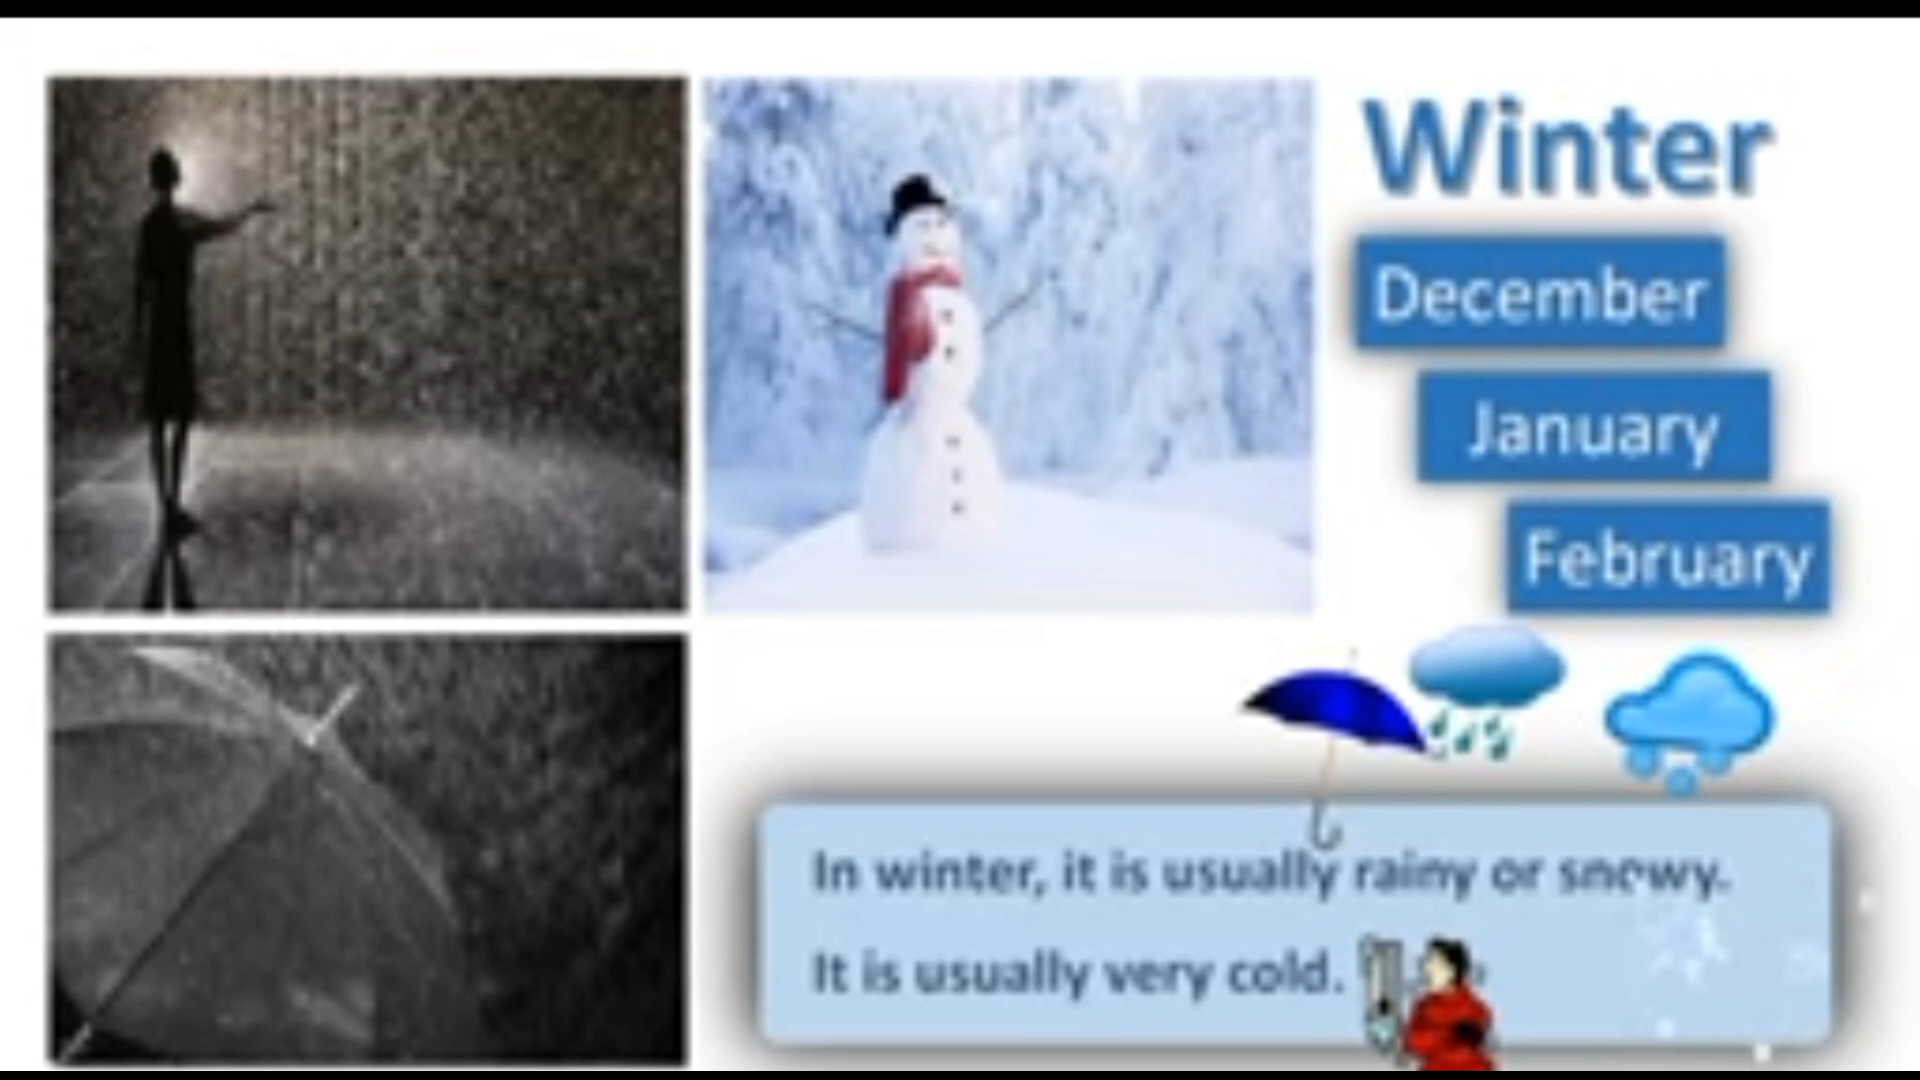 Winter
December
January
February
In winter, it is usually rainy or snowy.
It is usually very cold.